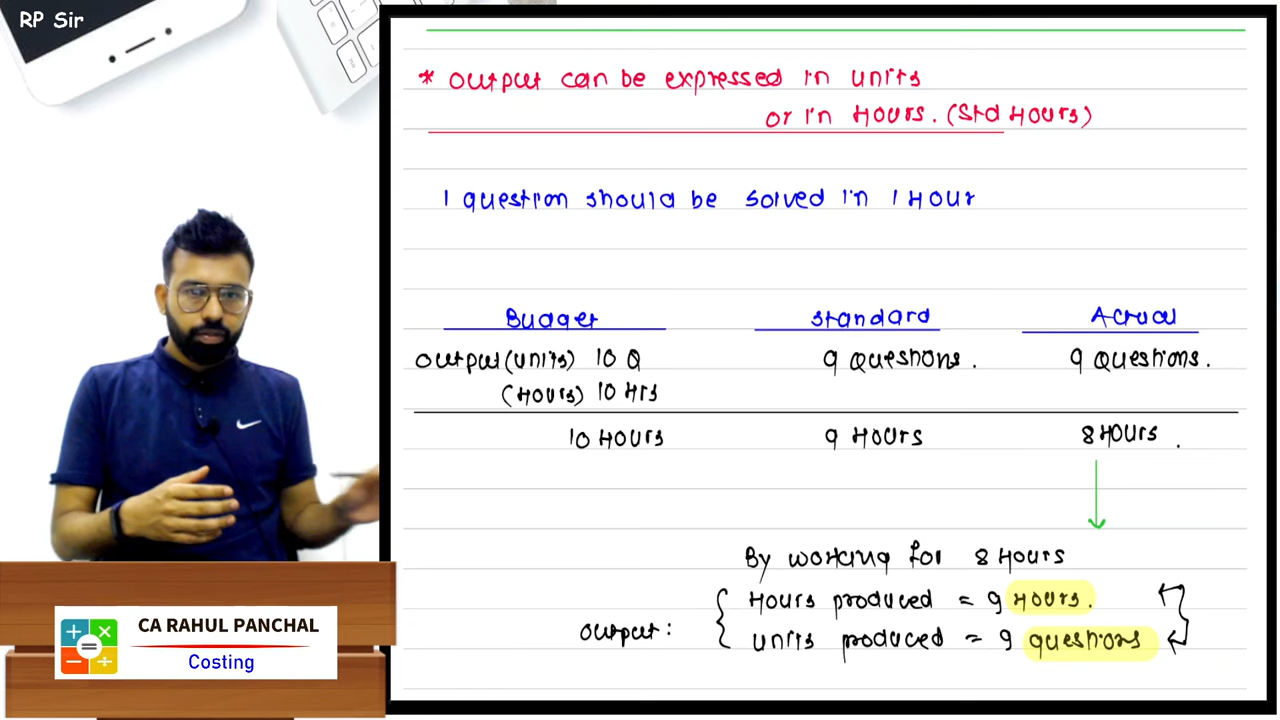 RP Sir
* Output can be expressed in units
or in Hours. (Std Hours)
1 question should be solved in 1 Hour
Budget Standard Actual
Output (units) 10 Q 9 Questions. 9 Questions.
(Hours) 10 Hrs
10 Hours 9 Hours 8 Hours.
By working for 8 Hours
Hours produced = 9 Hours.
Output:
units produced = 9 questions
CA RAHUL PANCHAL
Costing